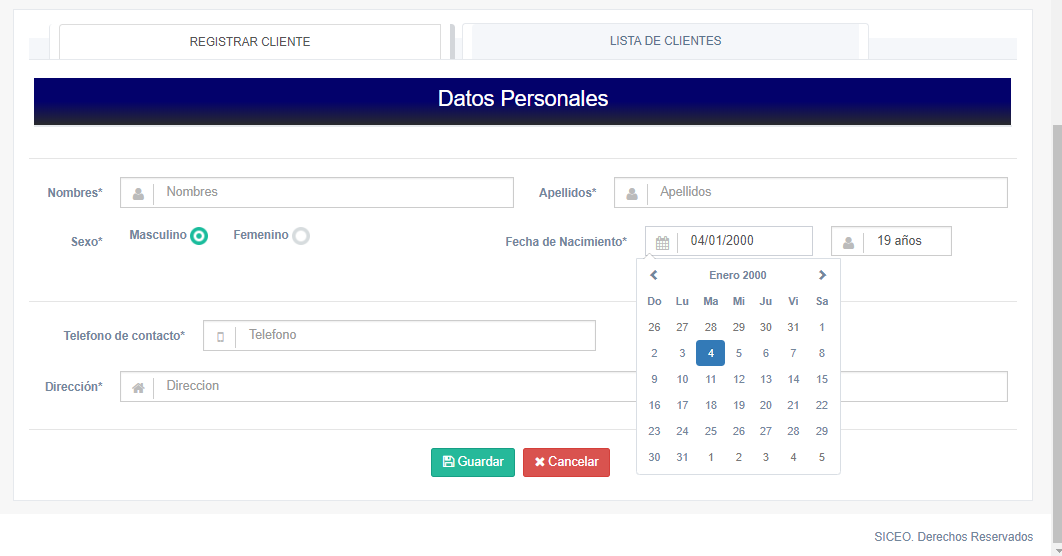 REGISTRAR CLIENTE LISTA DE CLIENTES
Datos Personales
Nombres* Nombres Apellidos* Apellidos
Sexo* Masculino Femenino Fecha de Nacimiento* 04/01/2000 19 años
Enero 2000
Do Lu Ma Mi Ju Vi Sa
26 27 28 29 30 31 1
2 3 4 5 6 7 8
9 10 11 12 13 14 15
16 17 18 19 20 21 22
23 24 25 26 27 28 29
30 31 1 2 3 4 5
Telefono de contacto* Telefono
Dirección* Direccion
Guardar Cancelar
SICEO. Derechos Reservados